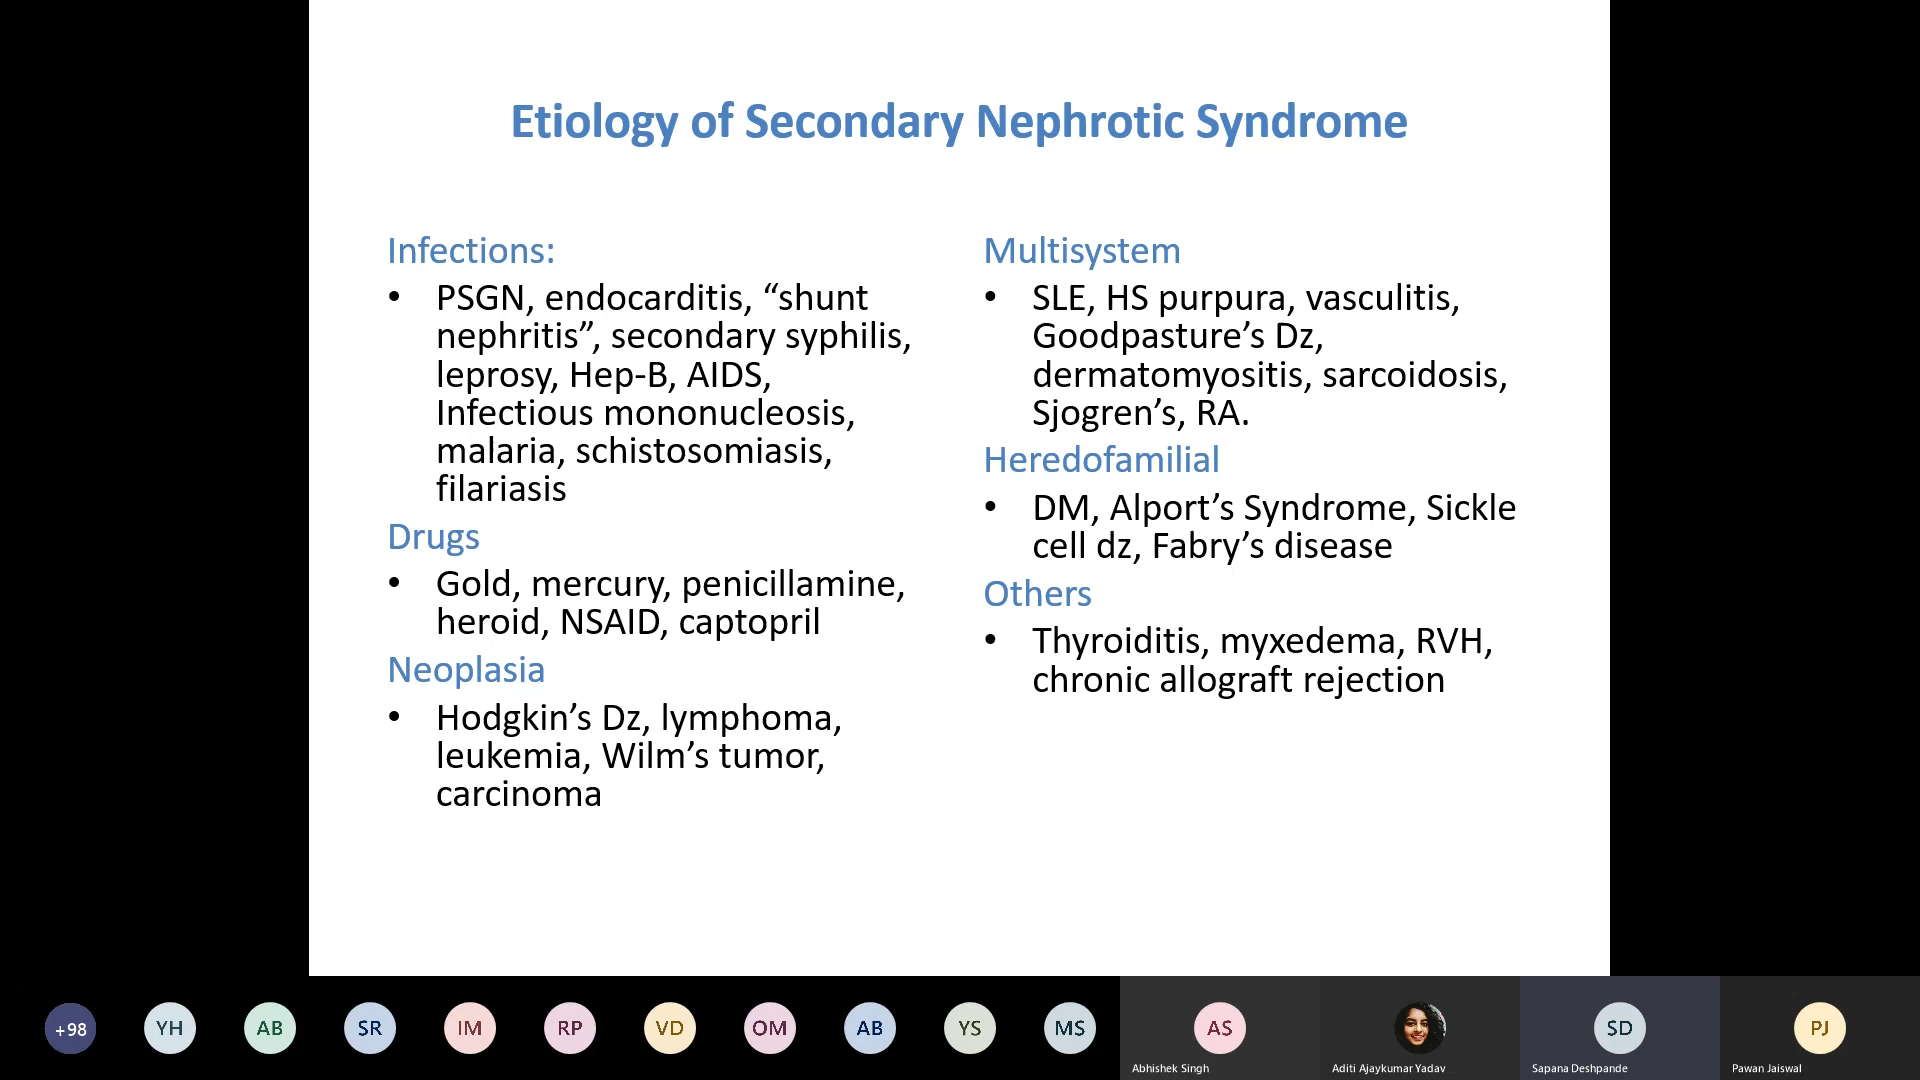 Etiology of Secondary Nephrotic Syndrome
Infections:
• PSGN, endocarditis, “shunt
nephritis”, secondary syphilis,
leprosy, Hep-B, AIDS,
Infectious mononucleosis,
malaria, schistosomiasis,
filariasis
Drugs
• Gold, mercury, penicillamine,
heroid, NSAID, captopril
Neoplasia
• Hodgkin’s Dz, lymphoma,
leukemia, Wilm’s tumor,
carcinoma
Multisystem
• SLE, HS purpura, vasculitis,
Goodpasture’s Dz,
dermatomyositis, sarcoidosis,
Sjogren’s, RA.
Heredofamilial
• DM, Alport’s Syndrome, Sickle
cell dz, Fabry’s disease
Others
• Thyroiditis, myxedema, RVH,
chronic allograft rejection
+98 YH AB SR IM RP VD OM AB YS MS AS SD PJ
Abhishek Singh Aditi Ajaykumar Yadav Sapana Deshpande Pawan Jaiswal